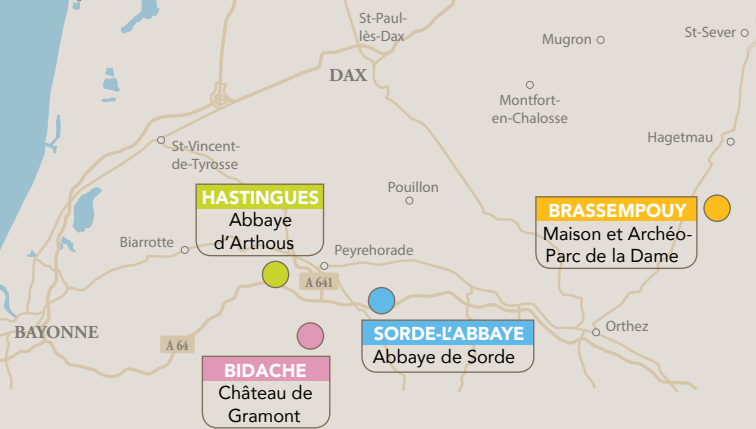 St-Paul-
lès-Dax
Mugron
St-Sever
DAX
Montfort-
en-Chalosse
Hagetmau
St-Vincent-
de-Tyrosse
Pouillon
HASTINGUES
Abbaye
d'Arthous
BRASSEMPOUY
Maison et Archéo-
Parc de la Dame
Biarrotte
Peyrehorade
A 641
BAYONNE
A 64
SORDE-L'ABBAYE
Abbaye de Sorde
Orthez
BIDACHE
Château de
Gramont